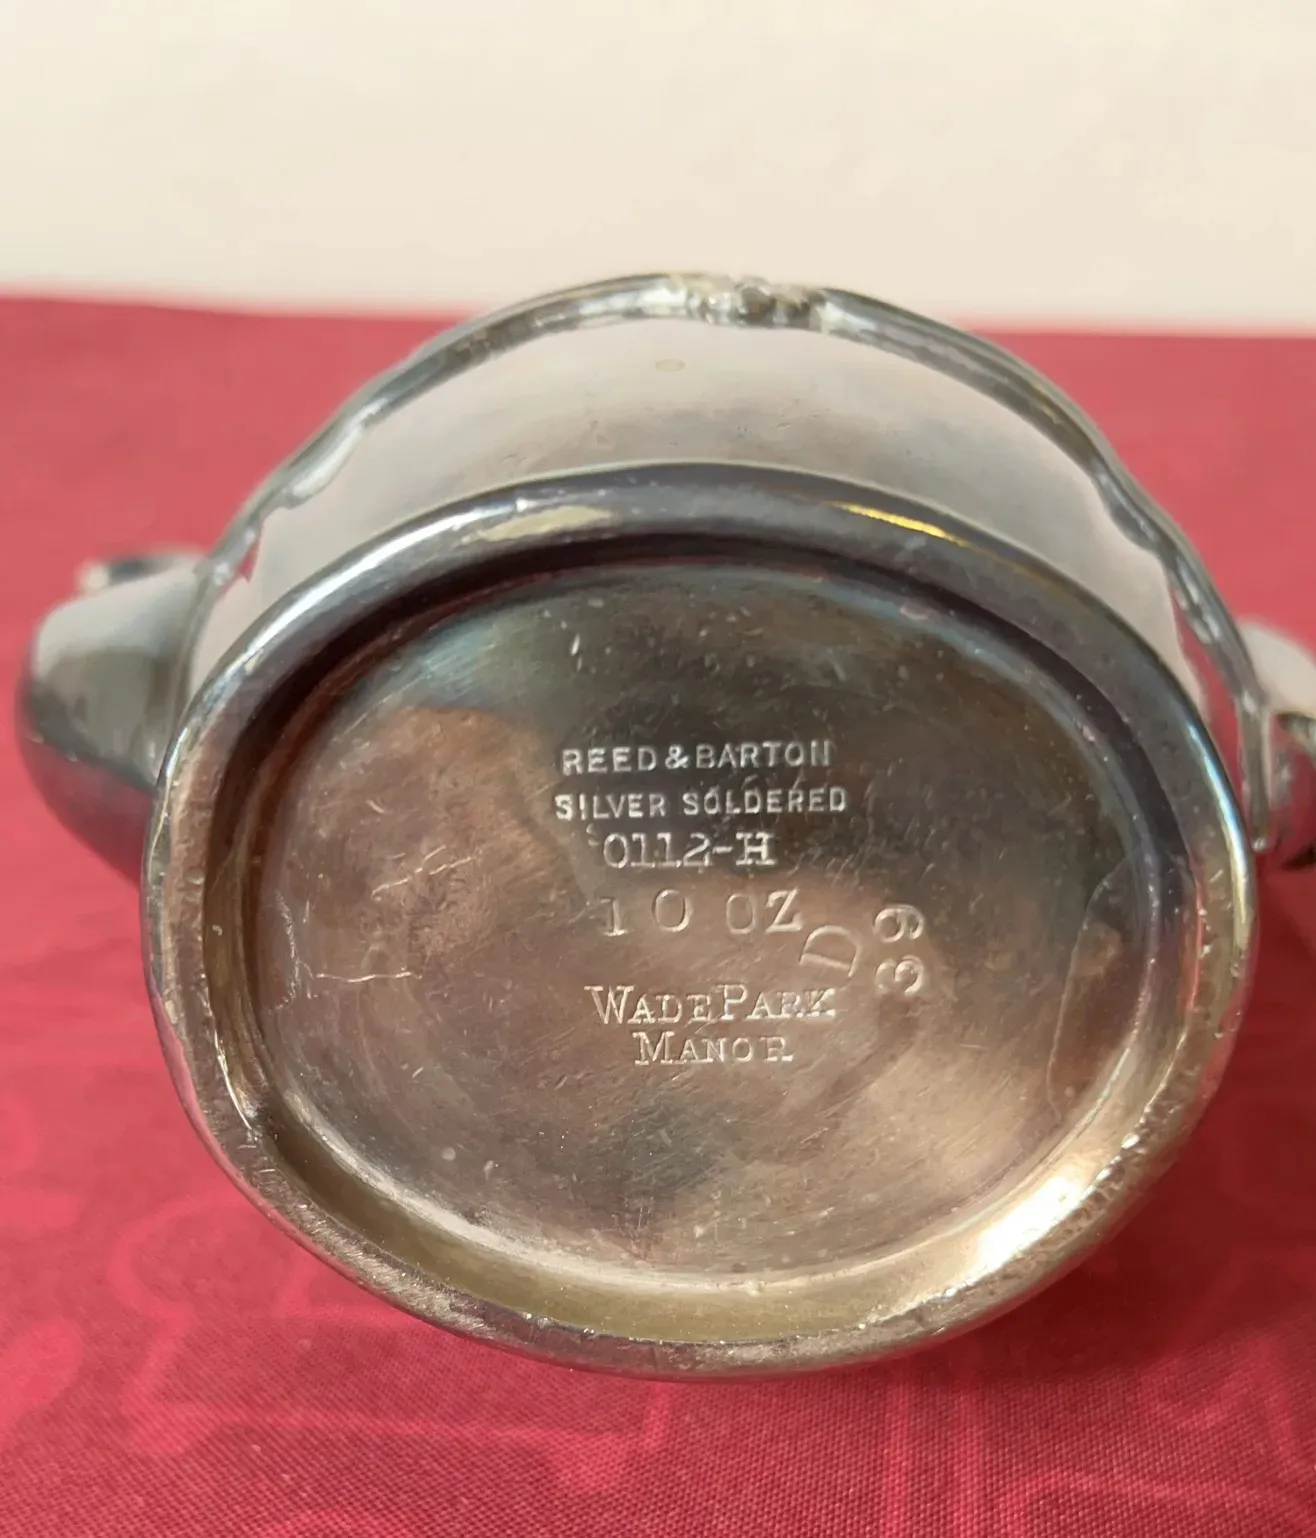 REED & BARTON
SILVER SOLDERED
0112-H
10 OZ
D
39
WADE PARK
MANOR